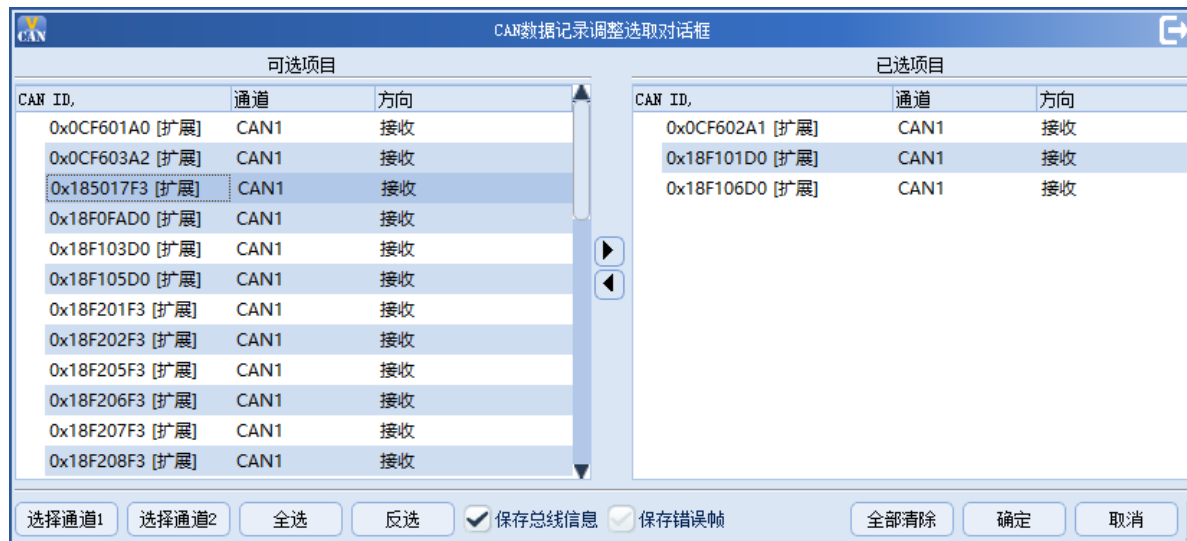 VCAN
CAN数据记录调整选取对话框
可选项目
已选项目
CAN ID, 通道 方向
CAN ID, 通道 方向
0x0CF601A0 [扩展] CAN1 接收
0x0CF602A1 [扩展] CAN1 接收
0x0CF603A2 [扩展] CAN1 接收
0x18F101D0 [扩展] CAN1 接收
0x185017F3 [扩展] CAN1 接收
0x18F106D0 [扩展] CAN1 接收
0x18F0FAD0 [扩展] CAN1 接收
0x18F103D0 [扩展] CAN1 接收
0x18F105D0 [扩展] CAN1 接收
0x18F201F3 [扩展] CAN1 接收
0x18F202F3 [扩展] CAN1 接收
0x18F205F3 [扩展] CAN1 接收
0x18F206F3 [扩展] CAN1 接收
0x18F207F3 [扩展] CAN1 接收
0x18F208F3 [扩展] CAN1 接收
选择通道1 选择通道2 全选 反选 保存总线信息 保存错误帧 全部清除 确定 取消